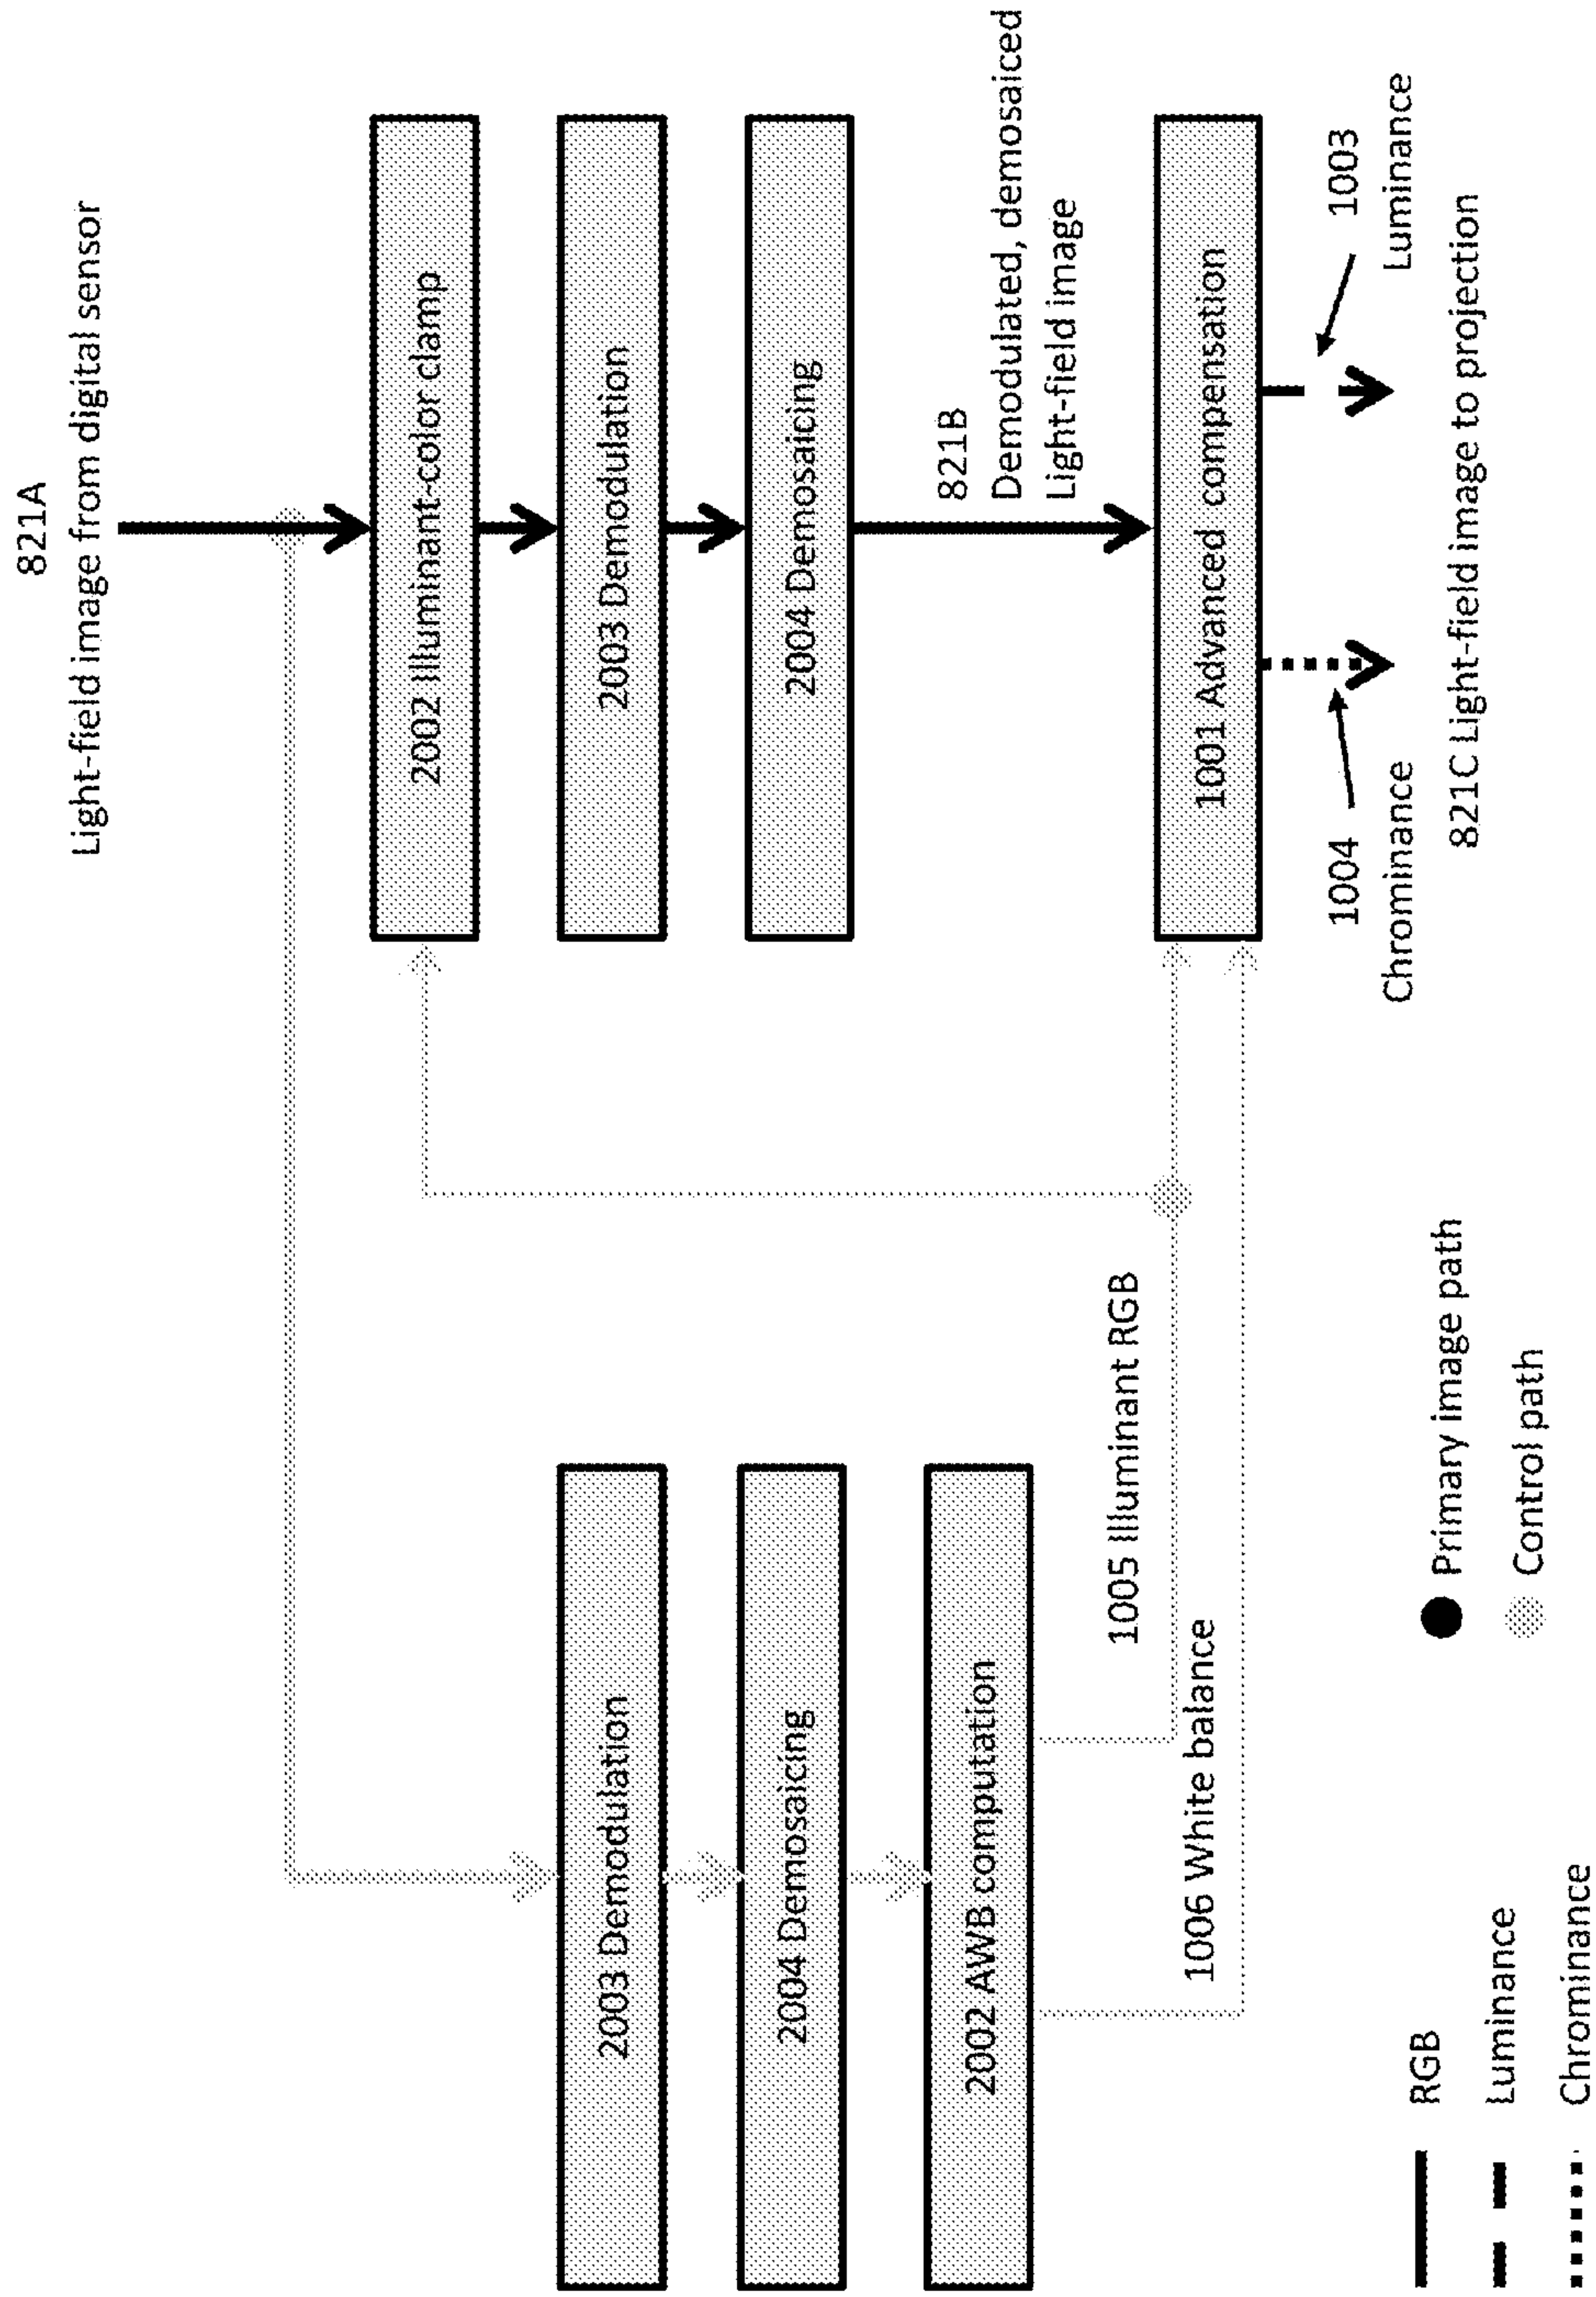 821A
Light-field image from digital sensor
2002 Illuminant-color clamp
2003 Demodulation
2004 Demosaicing
821B
Demodulated, demosaiced
Light-field image
1001 Advanced compensation
1003
Luminance
1004
Chrominance
821C Light-field image to projection
2003 Demodulation
2004 Demosaicing
2002 AWB computation
1005 Illuminant RGB
1006 White balance
RGB
Luminance
Chrominance
Primary image path
Control path